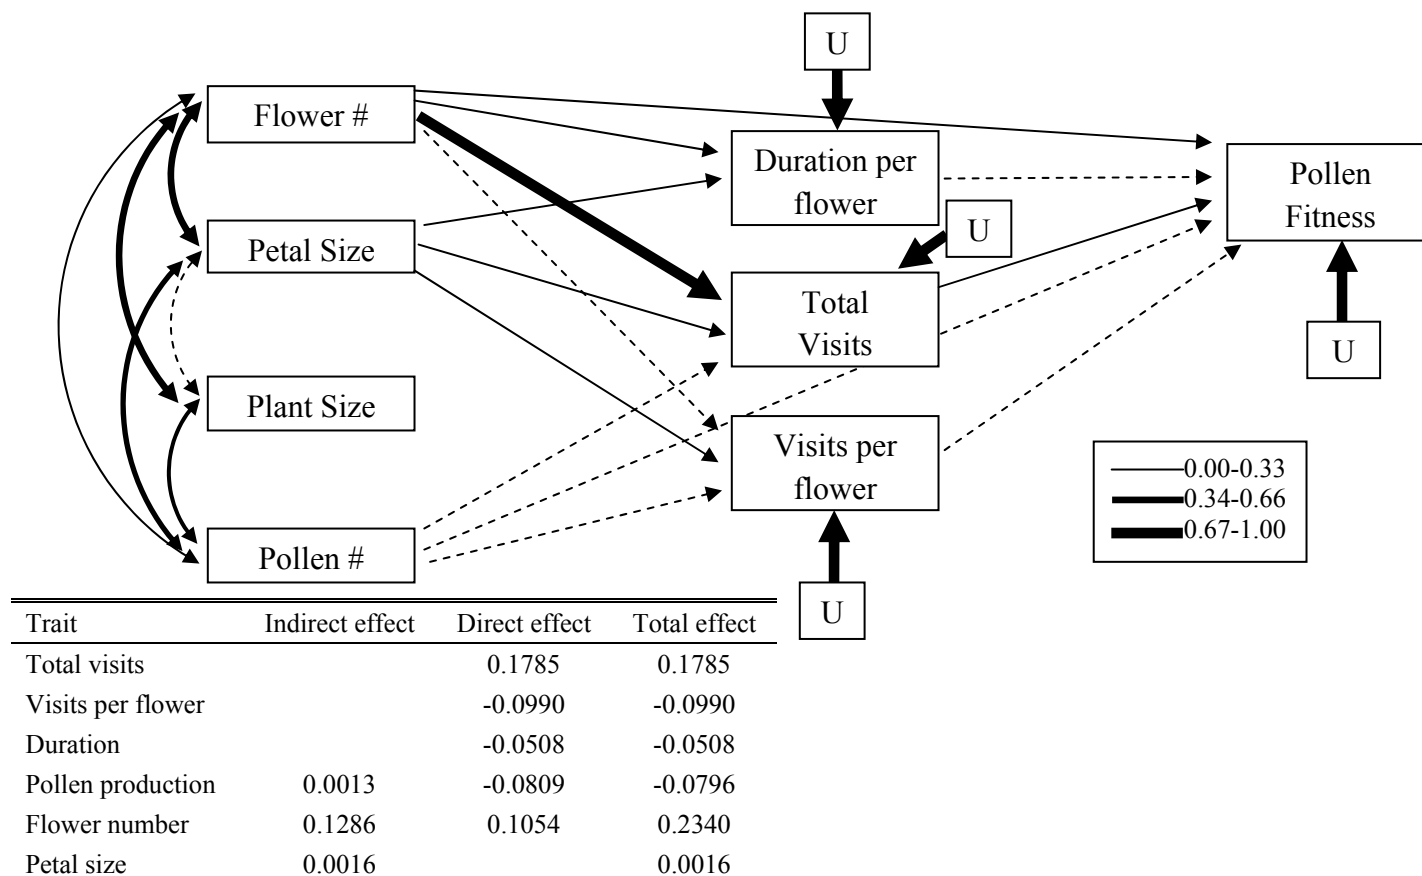 U
Flower #
Duration per
flower
Pollen
Fitness
U
Petal Size
Total
Visits
U
Plant Size
Visits per
flower
0.00-0.33
0.34-0.66
0.67-1.00
Pollen #
U
Trait Indirect effect Direct effect Total effect
Total visits 0.1785 0.1785
Visits per flower -0.0990 -0.0990
Duration -0.0508 -0.0508
Pollen production 0.0013 -0.0809 -0.0796
Flower number 0.1286 0.1054 0.2340
Petal size 0.0016 0.0016